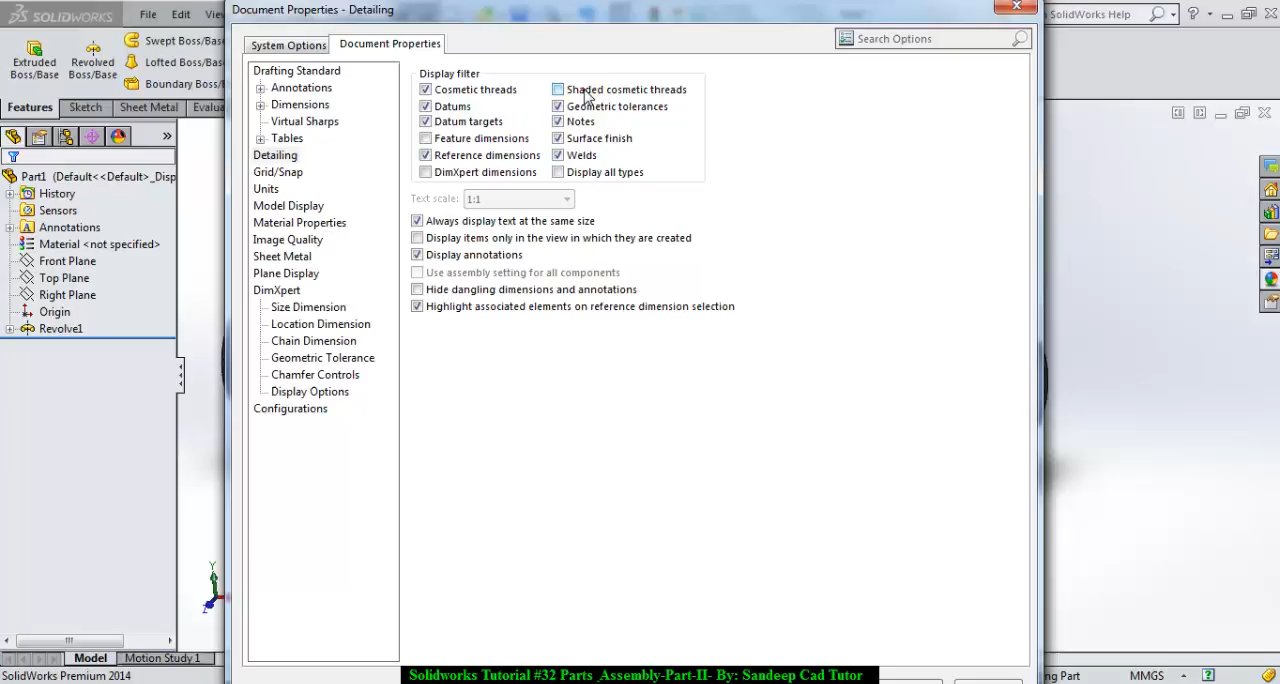 SOLIDWORKS File Edit Document Properties - Detailing SolidWorks Help
Extruded Boss/Base
Revolved Boss/Base
Swept Boss/Bas
Lofted Boss/Bas
Boundary Boss/
Features Sketch Sheet Metal Evalua
Part1 (Default<<Default>_Disp
History
Sensors
Annotations
Material <not specified>
Front Plane
Top Plane
Right Plane
Origin
Revolve1
System Options Document Properties Search Options
Drafting Standard
Annotations
Dimensions
Virtual Sharps
Tables
Detailing
Grid/Snap
Units
Model Display
Material Properties
Image Quality
Sheet Metal
Plane Display
DimXpert
Size Dimension
Location Dimension
Chain Dimension
Geometric Tolerance
Chamfer Controls
Display Options
Configurations
Display filter
Cosmetic threads Shaded cosmetic threads
Datums Geometric tolerances
Datum targets Notes
Feature dimensions Surface finish
Reference dimensions Welds
DimXpert dimensions Display all types
Text scale: 1:1
Always display text at the same size
Display items only in the view in which they are created
Display annotations
Use assembly setting for all components
Hide dangling dimensions and annotations
Highlight associated elements on reference dimension selection
Y
Model Motion Study 1
SolidWorks Premium 2014 Solidworks Tutorial #32 Parts Assembly-Part-II- By: Sandeep Cad Tutor ng Part MMGS